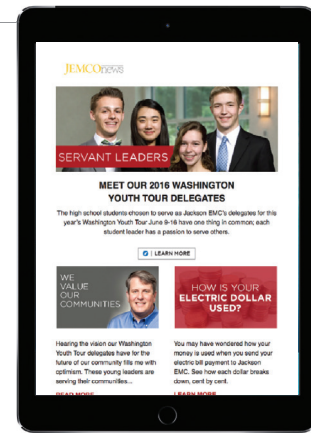 JEMCOnews
SERVANT LEADERS
MEET OUR 2016 WASHINGTON
YOUTH TOUR DELEGATES
The high school students chosen to serve as Jackson EMC's delegates for this
year's Washington Youth Tour June 9-16 have one thing in common; each
student leader has a passion to serve others.
LEARN MORE
WE
VALUE
OUR
COMMUNITIES
Hearing the vision our Washington
Youth Tour delegates have for the
future of our community fills me with
optimism. These young leaders are
serving their communities...
READ MORE
HOW IS YOUR
ELECTRIC DOLLAR
USED?
You may have wondered how your
money is used when you send your
electric bill payment to Jackson
EMC. See how each dollar breaks
down, cent by cent.
LEARN MORE